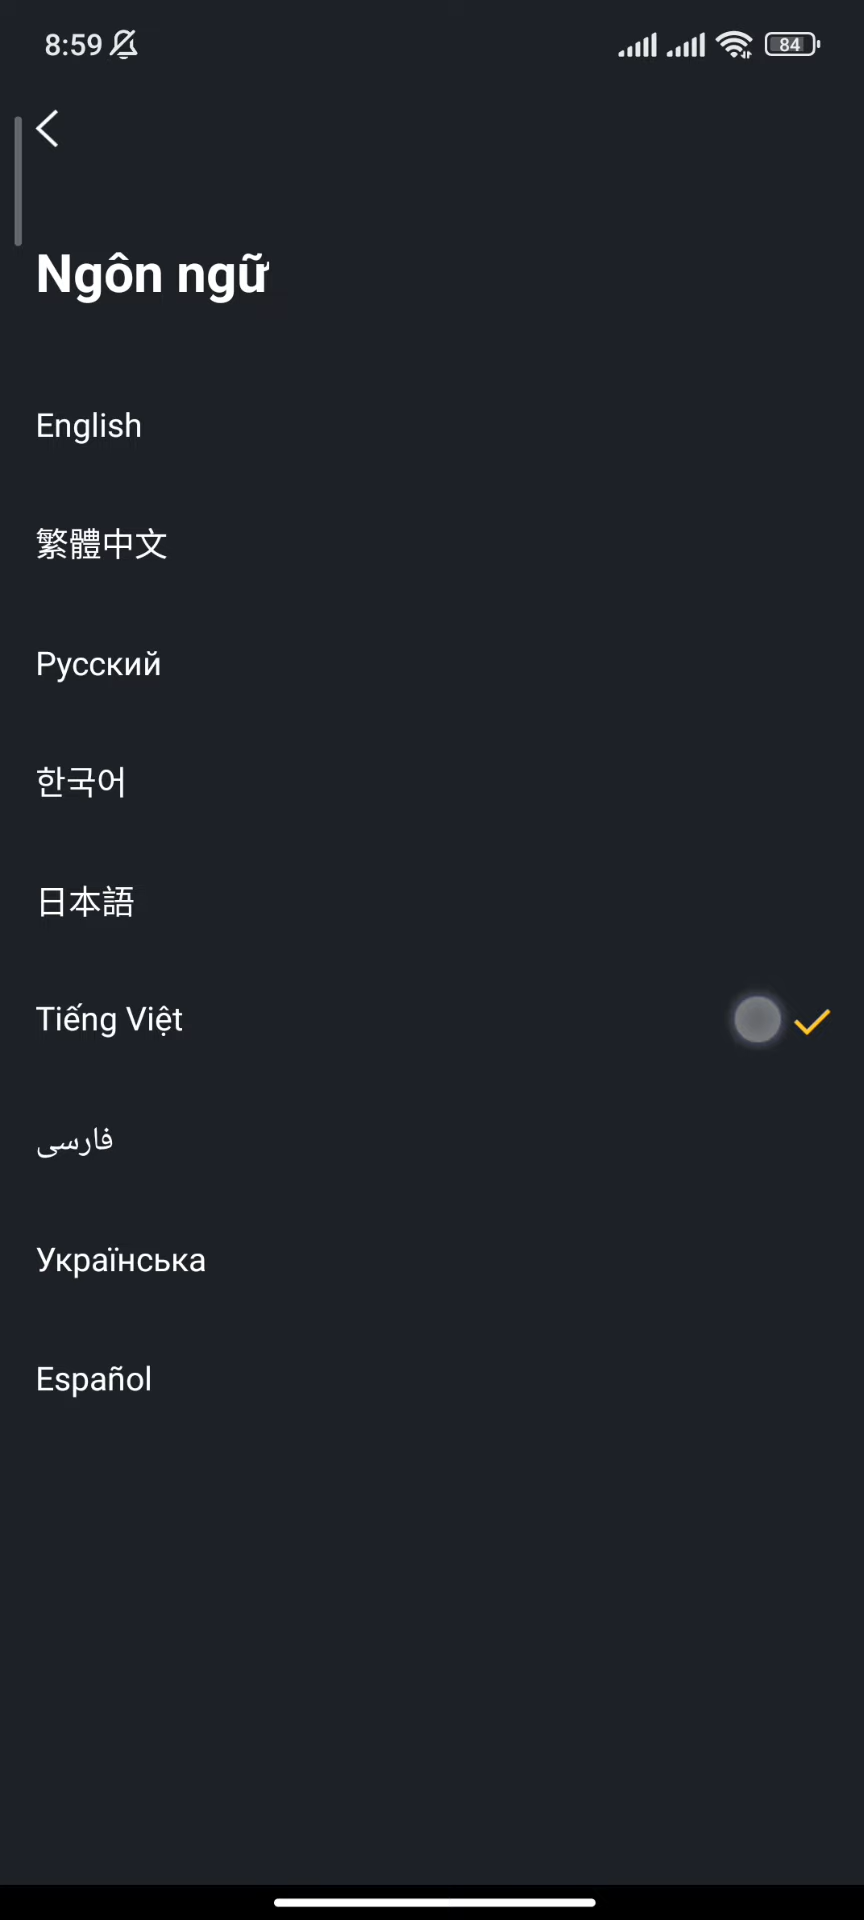 8:59
84
Ngôn ngữ
English
繁體中文
Русский
한국어
日本語
Tiếng Việt
فارسی
Українська
Español